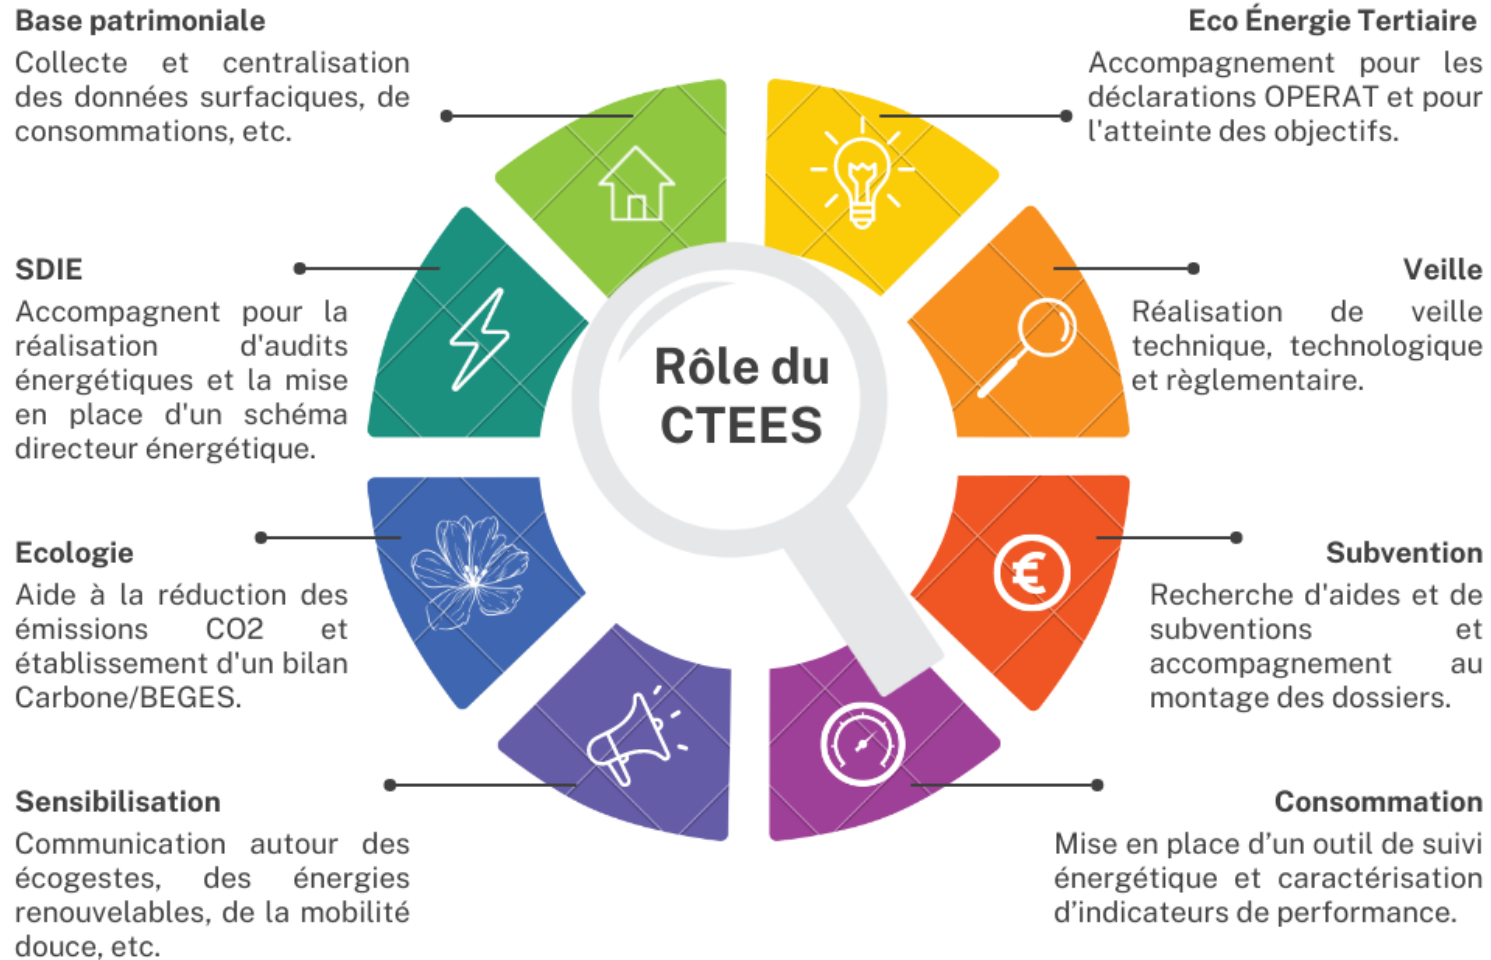 Base patrimoniale
Collecte et centralisation
des données surfaciques, de
consommations, etc.
Eco Énergie Tertiaire
Accompagnement pour les
déclarations OPERAT et pour
l'atteinte des objectifs.
SDIE
Accompagnent pour la
réalisation d'audits
énergétiques et la mise
en place d'un schéma
directeur énergétique.
Veille
Réalisation de veille
technique, technologique
et règlementaire.
Rôle du
CTEES
Ecologie
Aide à la réduction des
émissions CO2 et
établissement d'un bilan
Carbone/BEGES.
Subvention
Recherche d'aides et de
subventions et
accompagnement au
montage des dossiers.
Sensibilisation
Communication autour des
écogestes, des énergies
renouvelables, de la mobilité
douce, etc.
Consommation
Mise en place d’un outil de suivi
énergétique et caractérisation
d’indicateurs de performance.